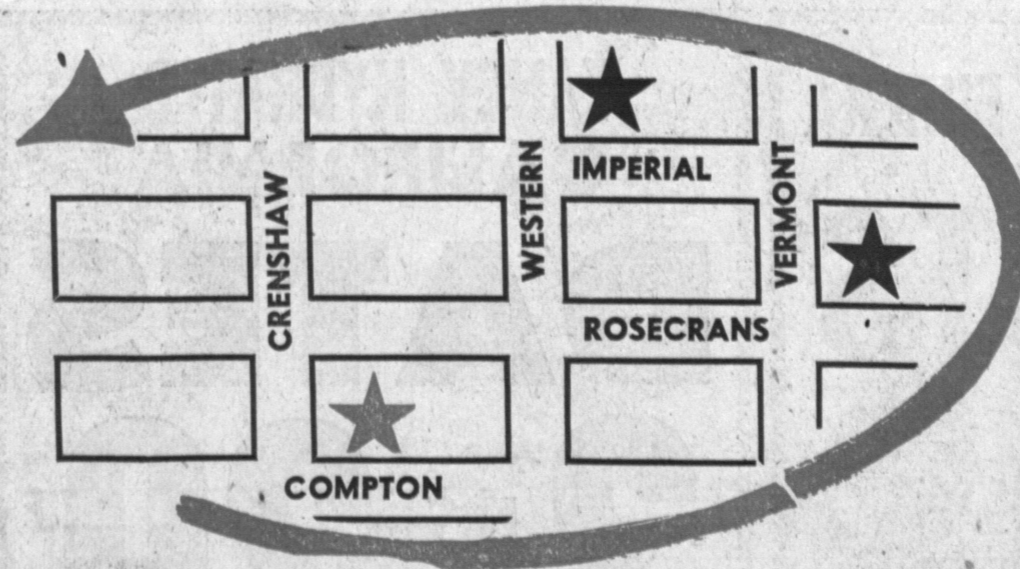 IMPERIAL
CRENSHAW
WESTERN
VERMONT
ROSECRANS
COMPTON